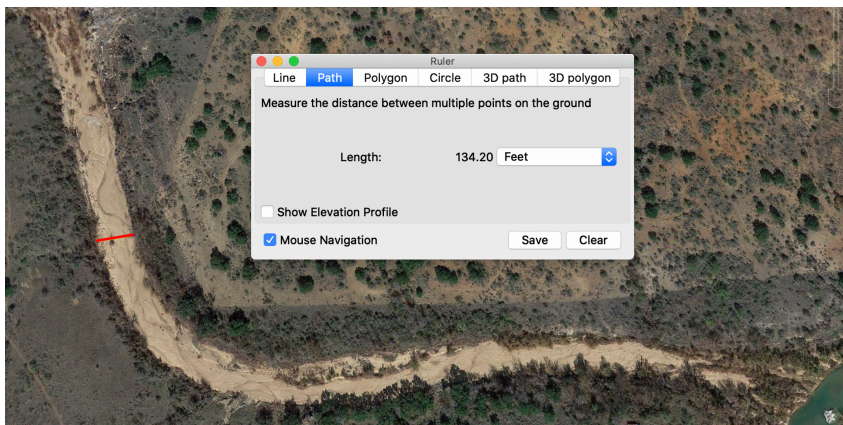 Ruler
Line Path Polygon Circle 3D path 3D polygon
Measure the distance between multiple points on the ground
Length: 134.20 Feet
Show Elevation Profile
Mouse Navigation Save Clear